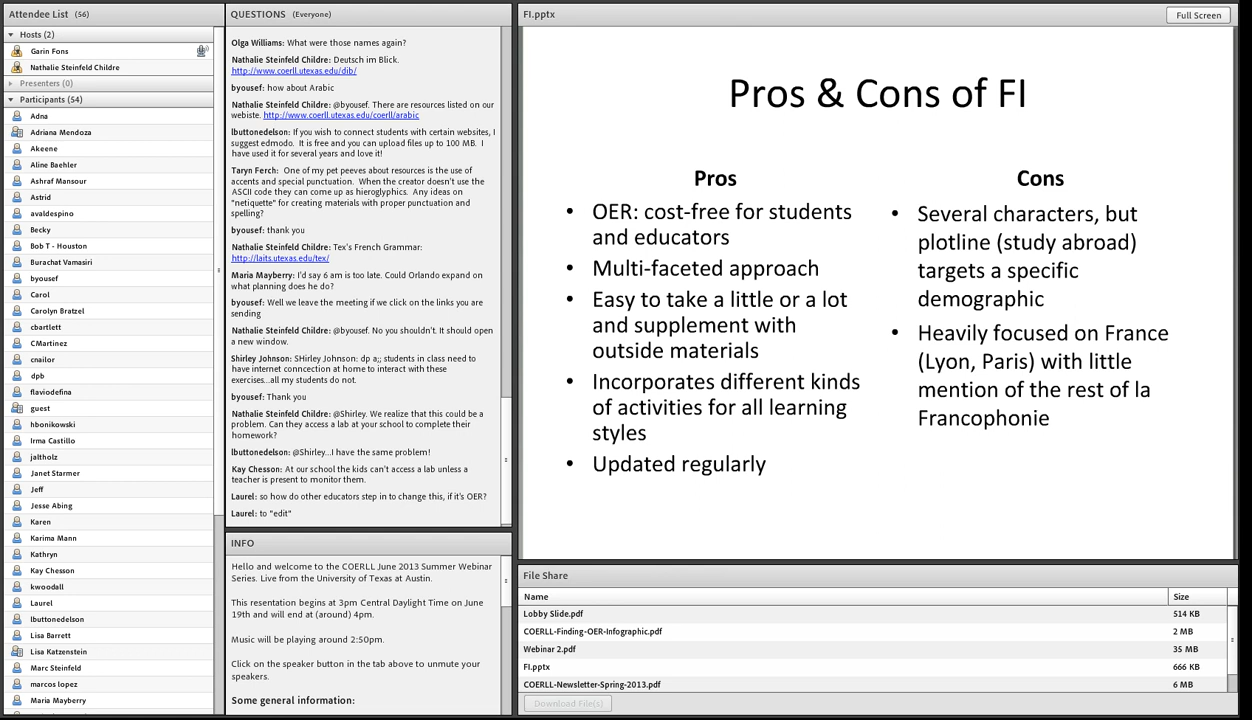 Attendee List (56)
Hosts (2)
Garin Fons
Nathalie Steinfeld Childre
Presenters (0)
Participants (54)
Adna
Adriana Mendoza
Akeene
Aline Baehler
Ashraf Mansour
Astrid
avaldespino
Becky
Bob T - Houston
Burachat Vamasiri
byousef
Carol
Carolyn Bratzel
cbartlett
CMartinez
cnailor
dpb
flaviodefina
guest
hbonikowski
Irma Castillo
jaltholz
Janet Starmer
Jeff
Jesse Abing
Karen
Karima Mann
Kathryn
Kay Chesson
kwoodall
Laurel
lbuttonedelson
Lisa Barrett
Lisa Katzenstein
Marc Steinfeld
marcos lopez
Maria Mayberry
QUESTIONS (Everyone)
Olga Williams: What were those names again?
Nathalie Steinfeld Childre: Deutsch im Blick.
http://www.coerll.utexas.edu/dib/
byousef: how about Arabic
Nathalie Steinfeld Childre: @byousef. There are resources listed on our
webiste. http://www.coerll.utexas.edu/coerll/arabic
lbuttonedelson: If you wish to connect students with certain websites, I
suggest edmodo. It is free and you can upload files up to 100 MB. I
have used it for several years and love it!
Taryn Ferch: One of my pet peeves about resources is the use of
accents and special punctuation. When the creator doesn't use the
ASCII code they can come up as hieroglyphics. Any ideas on
"netiquette" for creating materials with proper punctuation and
spelling?
byousef: thank you
Nathalie Steinfeld Childre: Tex's French Grammar:
http://laits.utexas.edu/tex/
Maria Mayberry: I'd say 6 am is too late. Could Orlando expand on
what planning does he do?
byousef: Well we leave the meeting if we click on the links you are
sending
Nathalie Steinfeld Childre: @byousef. No you shouldn't. It should open
a new window.
Shirley Johnson: SHirley Johnson: dp a;; students in class need to
have internet conncection at home to interact with these
exercises...all my students do not.
byousef: Thank you
Nathalie Steinfeld Childre: @Shirley. We realize that this could be a
problem. Can they access a lab at your school to complete their
homework?
lbuttonedelson: @Shirley...I have the same problem!
Kay Chesson: At our school the kids can't access a lab unless a
teacher is present to monitor them.
Laurel: so how do other educators step in to change this, if it's OER?
Laurel: to "edit"
INFO
Hello and welcome to the COERLL June 2013 Summer Webinar
Series. Live from the University of Texas at Austin.
This resentation begins at 3pm Central Daylight Time on June
19th and will end at (around) 4pm.
Music will be playing around 2:50pm.
Click on the speaker button in the tab above to unmute your
speakers.
Some general information:
FI.pptx
Full Screen
Pros & Cons of FI
Pros
• OER: cost-free for students
and educators
• Multi-faceted approach
• Easy to take a little or a lot
and supplement with
outside materials
• Incorporates different kinds
of activities for all learning
styles
• Updated regularly
Cons
• Several characters, but
plotline (study abroad)
targets a specific
demographic
• Heavily focused on France
(Lyon, Paris) with little
mention of the rest of la
Francophonie
File Share
Name Size
Lobby Slide.pdf 514 KB
COERLL-Finding-OER-Infographic.pdf 2 MB
Webinar 2.pdf 35 MB
FI.pptx 666 KB
COERLL-Newsletter-Spring-2013.pdf 6 MB
Download File(s)